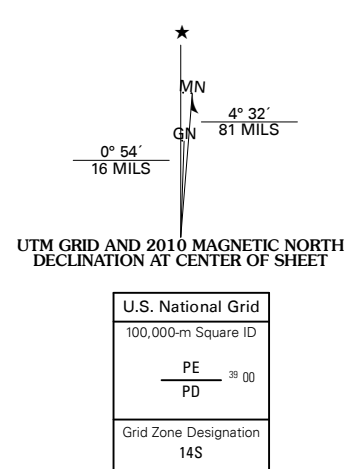 ★
MN
4° 32´
81 MILS
GN
0° 54´
16 MILS
UTM GRID AND 2010 MAGNETIC NORTH
DECLINATION AT CENTER OF SHEET
U.S. National Grid
100,000-m Square ID
PE
39 00
PD
Grid Zone Designation
14S